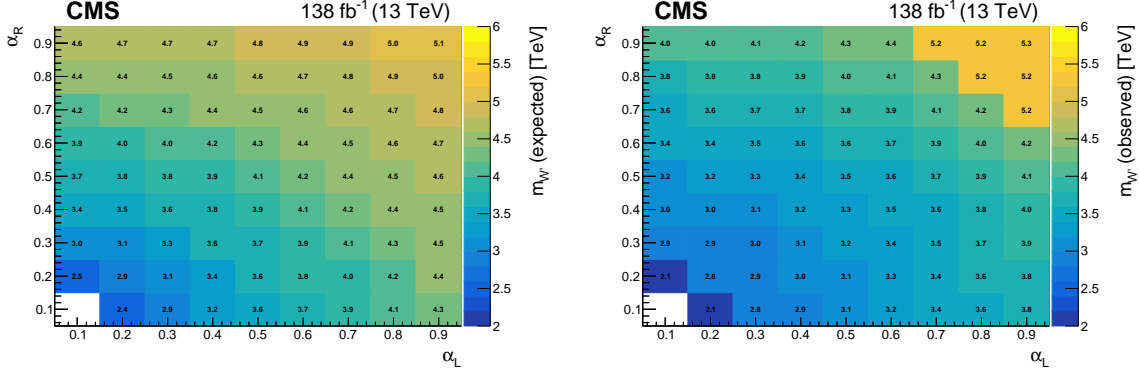 CMS 138 fb⁻¹ (13 TeV)
α_R
0.9 4.6 4.7 4.7 4.7 4.8 4.9 4.9 5.0 5.1
0.8 4.4 4.4 4.5 4.6 4.6 4.7 4.8 4.9 5.0
0.7 4.2 4.2 4.3 4.4 4.5 4.6 4.6 4.7 4.8
0.6 3.9 4.0 4.0 4.2 4.3 4.4 4.5 4.6 4.7
0.5 3.7 3.8 3.8 3.9 4.1 4.2 4.4 4.5 4.6
0.4 3.4 3.5 3.6 3.8 3.9 4.1 4.2 4.4 4.5
0.3 3.0 3.1 3.3 3.6 3.7 3.9 4.1 4.3 4.5
0.2 2.5 2.9 3.1 3.4 3.6 3.8 4.0 4.2 4.4
0.1 2.4 2.9 3.2 3.6 3.7 3.9 4.1 4.3
0.1 0.2 0.3 0.4 0.5 0.6 0.7 0.8 0.9
α_L
6
5.5
5
4.5
4
3.5
3
2.5
2
m_W' (expected) [TeV]
CMS 138 fb⁻¹ (13 TeV)
α_R
0.9 4.0 4.0 4.1 4.2 4.3 4.4 5.2 5.2 5.3
0.8 3.8 3.8 3.8 3.9 4.0 4.1 4.3 5.2 5.2
0.7 3.6 3.6 3.7 3.7 3.8 3.9 4.1 4.2 5.2
0.6 3.4 3.4 3.5 3.6 3.6 3.7 3.9 4.0 4.2
0.5 3.2 3.2 3.3 3.4 3.5 3.6 3.7 3.9 4.1
0.4 3.0 3.0 3.1 3.2 3.3 3.5 3.6 3.8 4.0
0.3 2.9 2.9 3.0 3.1 3.2 3.4 3.5 3.7 3.9
0.2 2.1 2.8 2.9 3.0 3.1 3.3 3.4 3.6 3.8
0.1 2.1 2.8 2.9 3.1 3.2 3.4 3.6 3.8
0.1 0.2 0.3 0.4 0.5 0.6 0.7 0.8 0.9
α_L
6
5.5
5
4.5
4
3.5
3
2.5
2
m_W' (observed) [TeV]